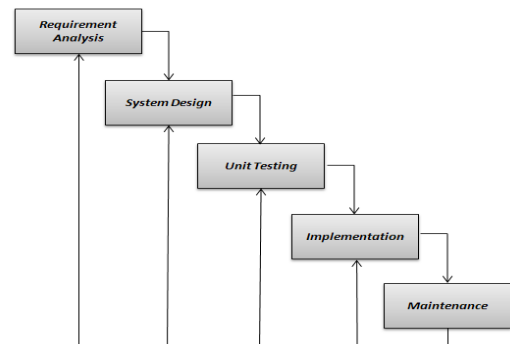 Requirement
Analysis
System Design
Unit Testing
Implementation
Maintenance